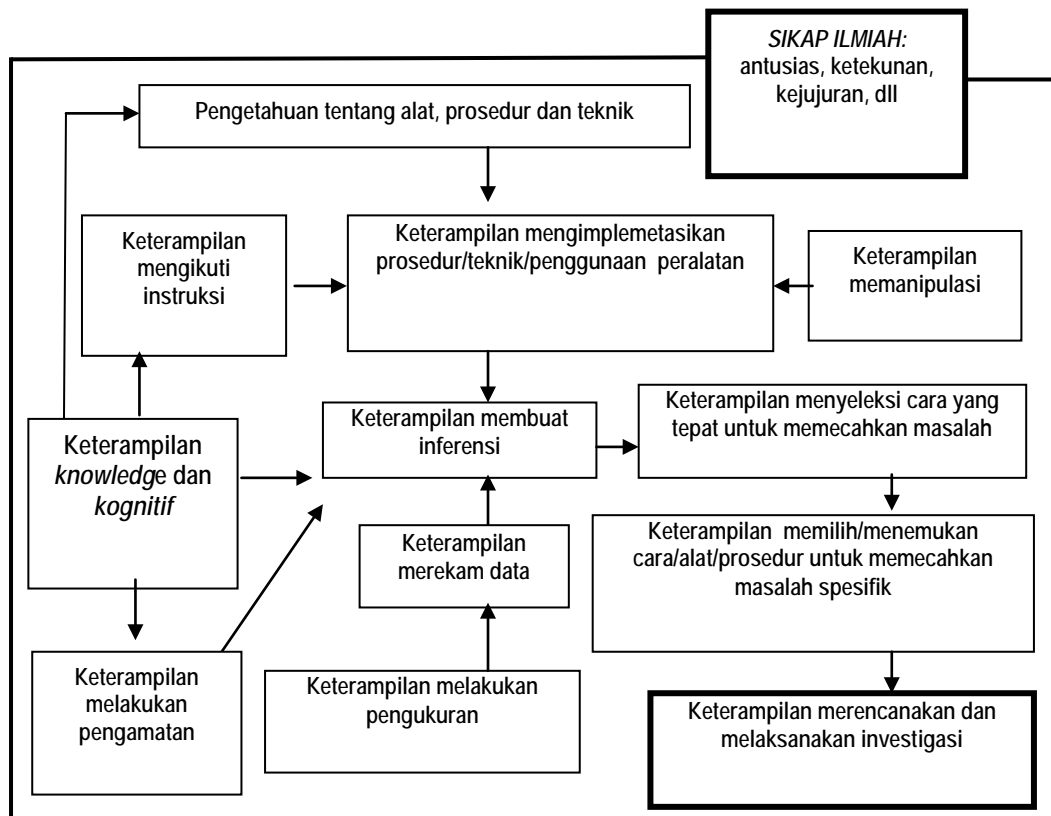 SIKAP ILMIAH:
antusias, ketekunan,
kejujuran, dll
Pengetahuan tentang alat, prosedur dan teknik
Keterampilan
mengikuti
instruksi
Keterampilan mengimplemetasikan
prosedur/teknik/penggunaan peralatan
Keterampilan
memanipulasi
Keterampilan
knowledge dan
kognitif
Keterampilan membuat
inferensi
Keterampilan menyeleksi cara yang
tepat untuk memecahkan masalah
Keterampilan
merekam data
Keterampilan memilih/menemukan
cara/alat/prosedur untuk memecahkan
masalah spesifik
Keterampilan
melakukan
pengamatan
Keterampilan melakukan
pengukuran
Keterampilan merencanakan dan
melaksanakan investigasi